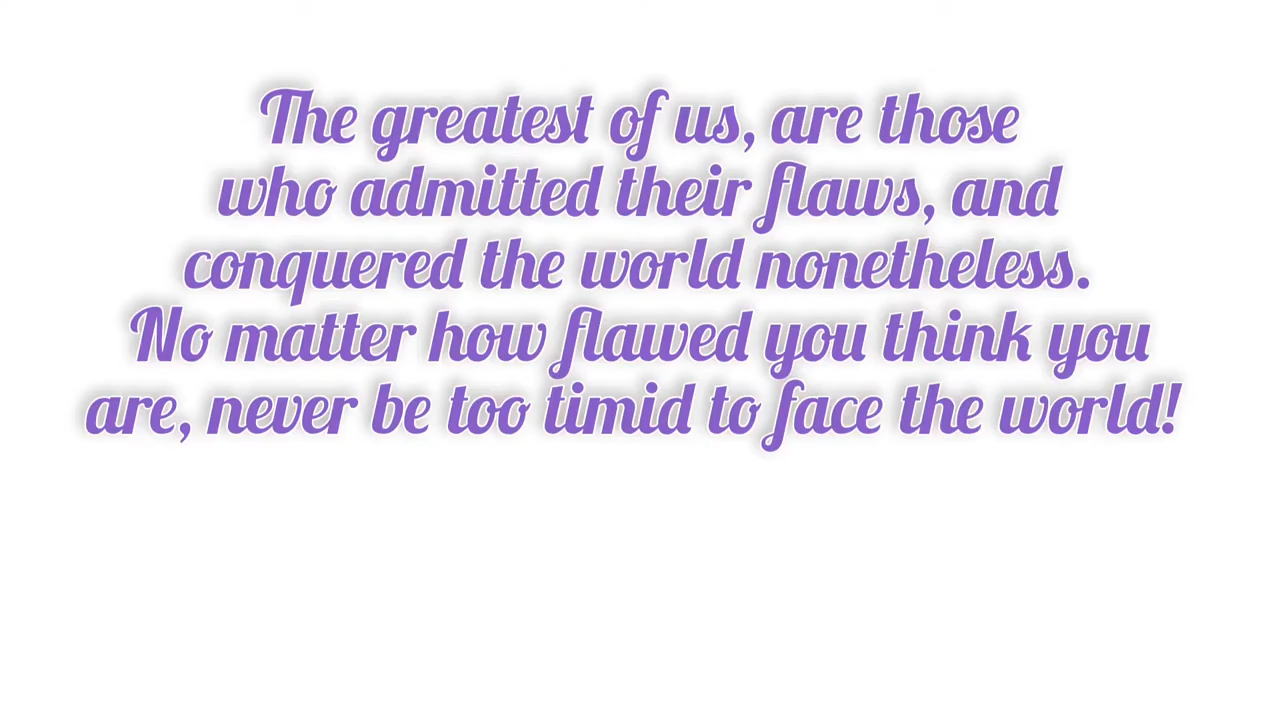 The greatest of us, are those
who admitted their flaws, and
conquered the world nonetheless.
No matter how flawed you think you
are, never be too timid to face the world!